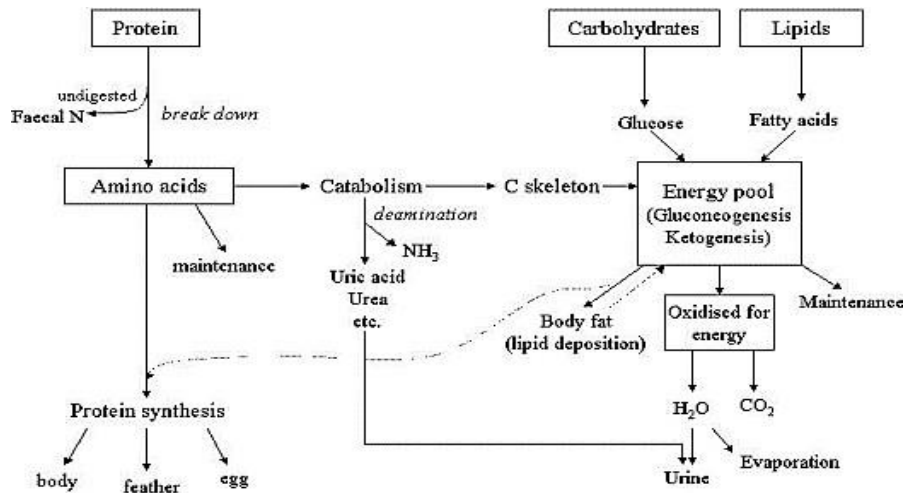 Protein
Carbohydrates
Lipids
undigested
Faecal N
break down
Glucose
Fatty acids
Amino acids
Catabolism
C skeleton
Energy pool
(Gluconeogenesis
Ketogenesis)
deamination
NH3
maintenance
Uric acid
Urea
etc.
Body fat
(lipid deposition)
Oxidised for
energy
Maintenance
Protein synthesis
H2O
CO2
body
feather
egg
Urine
Evaporation